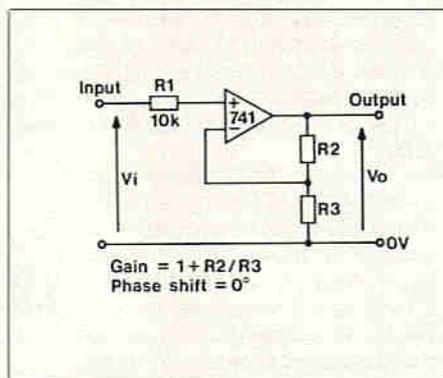 Input
R1
10k
+
741
−
Output
R2
R3
Vi
Vo
0V
Gain = 1 + R2/R3
Phase shift = 0°